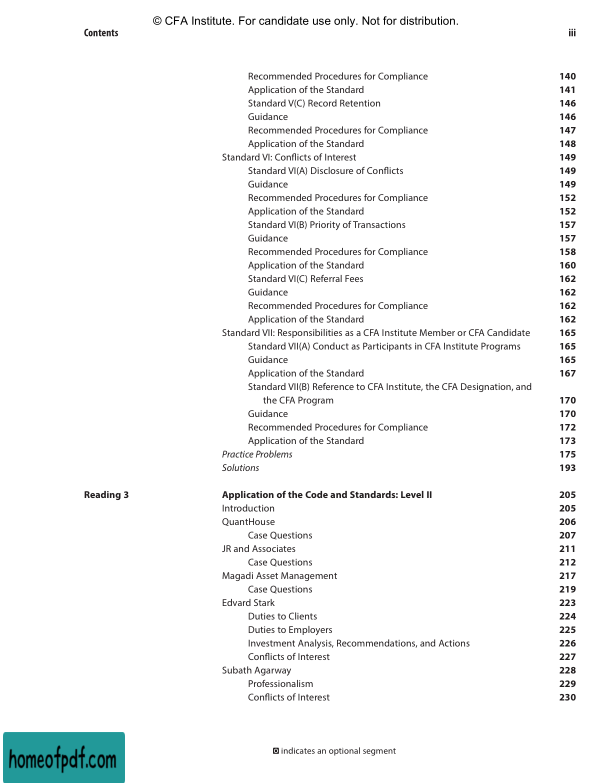 © CFA Institute. For candidate use only. Not for distribution.
Contents iii
Recommended Procedures for Compliance 140
Application of the Standard 141
Standard V(C) Record Retention 146
Guidance 146
Recommended Procedures for Compliance 147
Application of the Standard 148
Standard VI: Conflicts of Interest 149
Standard VI(A) Disclosure of Conflicts 149
Guidance 149
Recommended Procedures for Compliance 152
Application of the Standard 152
Standard VI(B) Priority of Transactions 157
Guidance 157
Recommended Procedures for Compliance 158
Application of the Standard 160
Standard VI(C) Referral Fees 162
Guidance 162
Recommended Procedures for Compliance 162
Application of the Standard 162
Standard VII: Responsibilities as a CFA Institute Member or CFA Candidate 165
Standard VII(A) Conduct as Participants in CFA Institute Programs 165
Guidance 165
Application of the Standard 167
Standard VII(B) Reference to CFA Institute, the CFA Designation, and
the CFA Program 170
Guidance 170
Recommended Procedures for Compliance 172
Application of the Standard 173
Practice Problems 175
Solutions 193
Reading 3 Application of the Code and Standards: Level II 205
Introduction 205
QuantHouse 206
Case Questions 207
JR and Associates 211
Case Questions 212
Magadi Asset Management 217
Case Questions 219
Edvard Stark 223
Duties to Clients 224
Duties to Employers 225
Investment Analysis, Recommendations, and Actions 226
Conflicts of Interest 227
Subath Agarway 228
Professionalism 229
Conflicts of Interest 230
indicates an optional segment
homeofpdf.com